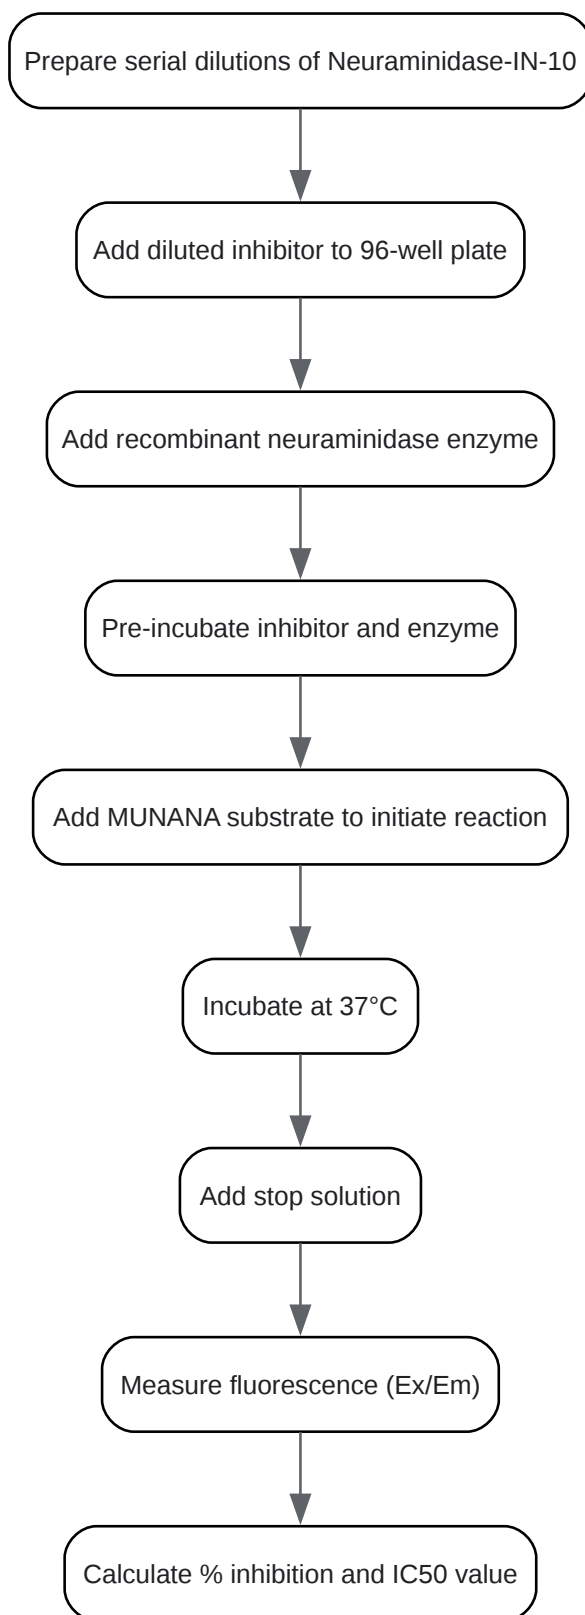 Prepare serial dilutions of Neuraminidase-IN-10
Add diluted inhibitor to 96-well plate
Add recombinant neuraminidase enzyme
Pre-incubate inhibitor and enzyme
Add MUNANA substrate to initiate reaction
Incubate at 37°C
Add stop solution
Measure fluorescence (Ex/Em)
Calculate % inhibition and IC50 value